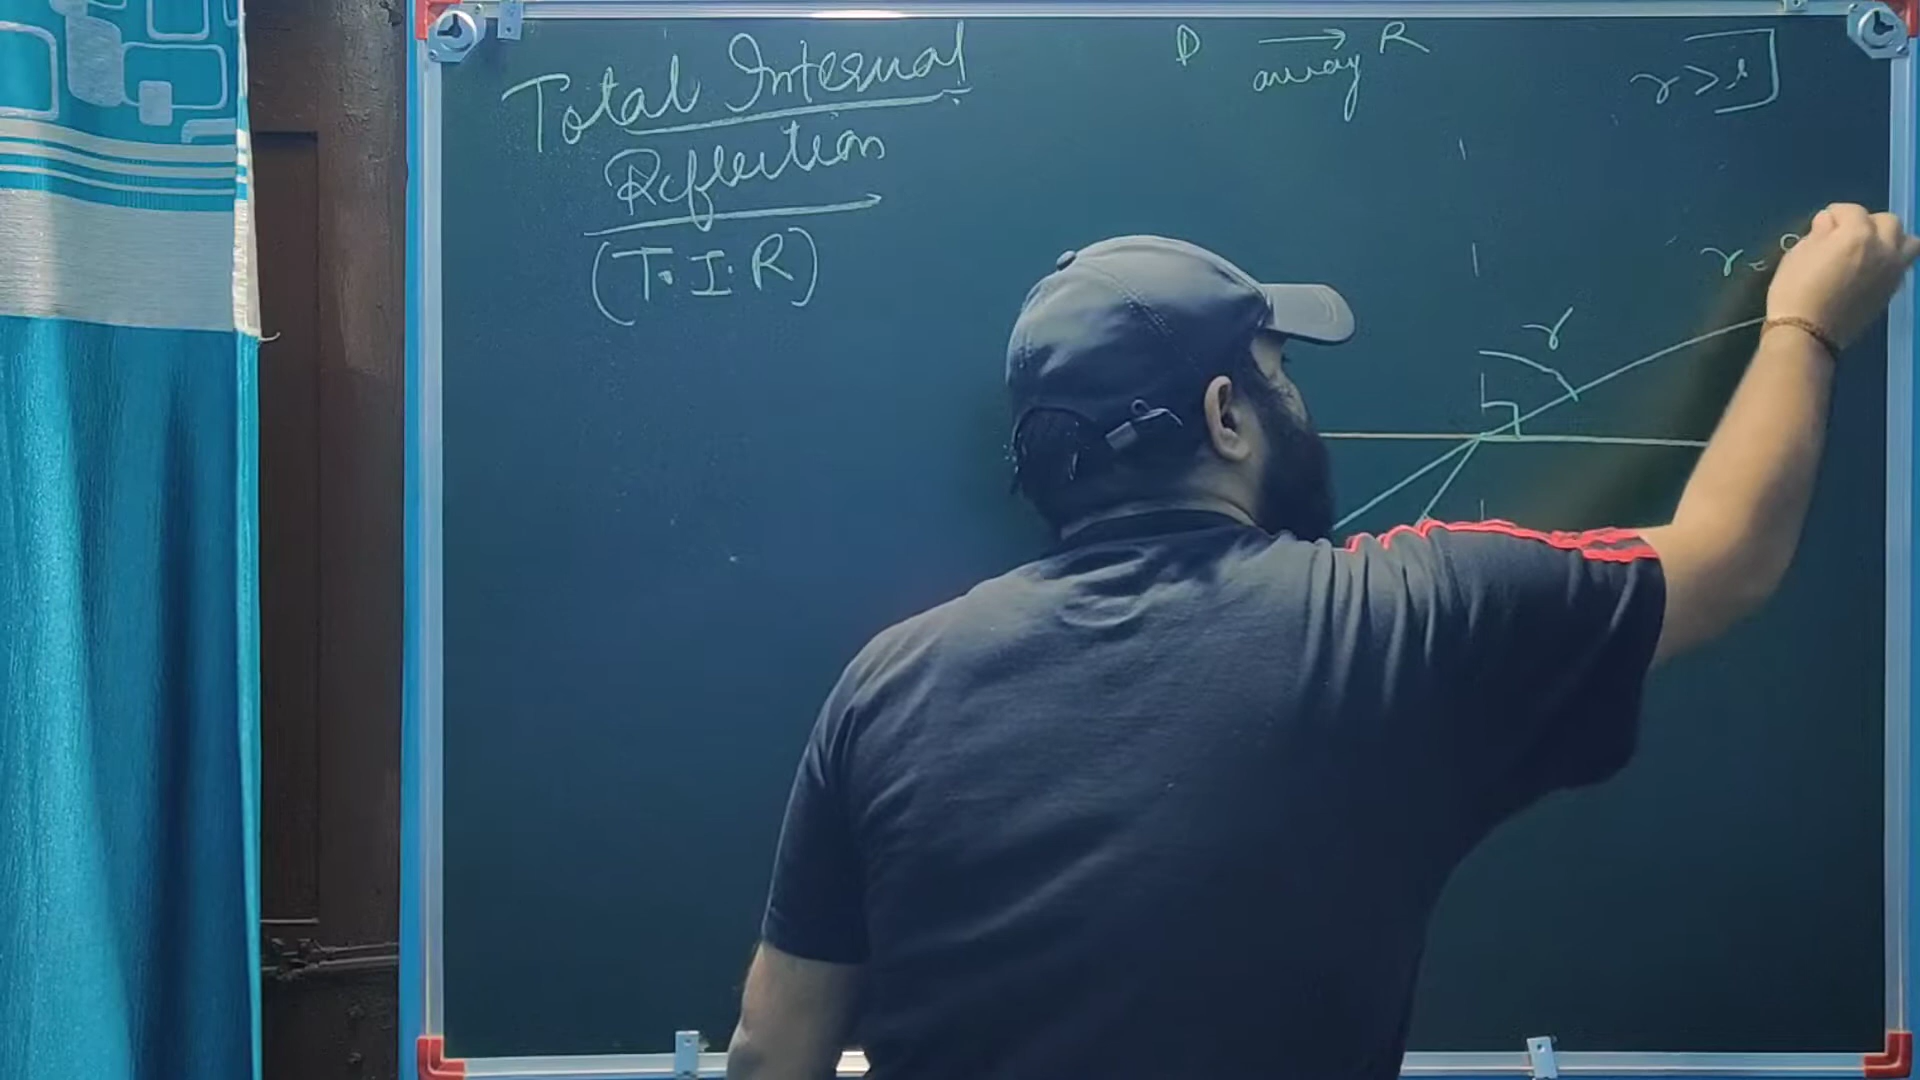 Total Internal
Reflection
(T.I.R)
D → R
away
r > i
r =
r